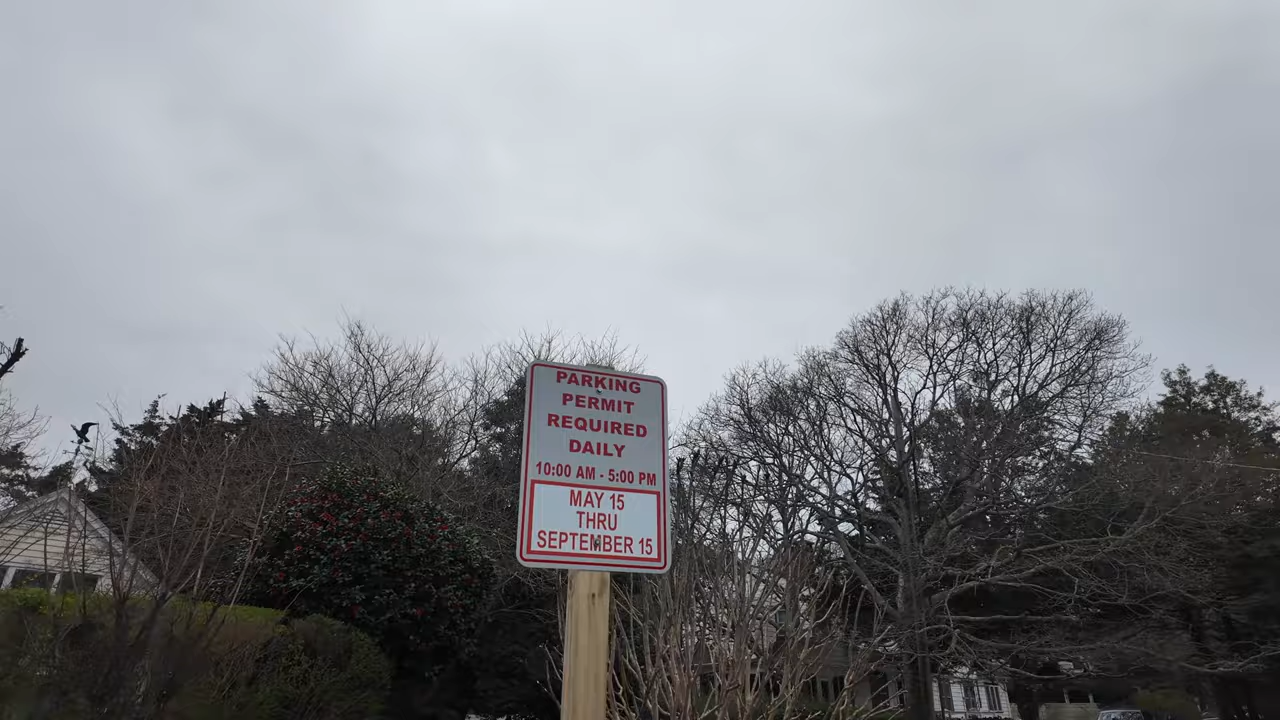 PARKING
PERMIT
REQUIRED
DAILY
10:00 AM - 5:00 PM
MAY 15
THRU
SEPTEMBER 15